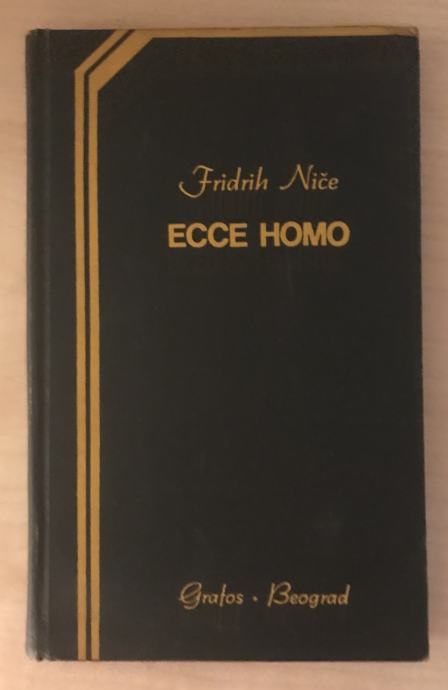 Fridrih Niče
ECCE HOMO
Grafos • Beograd